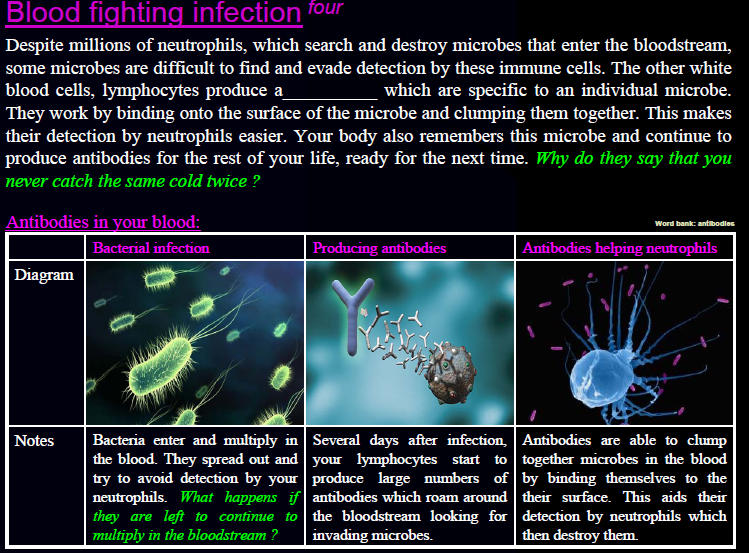 Blood fighting infection four
Despite millions of neutrophils, which search and destroy microbes that enter the bloodstream,
some microbes are difficult to find and evade detection by these immune cells. The other white
blood cells, lymphocytes produce a__________ which are specific to an individual microbe.
They work by binding onto the surface of the microbe and clumping them together. This makes
their detection by neutrophils easier. Your body also remembers this microbe and continue to
produce antibodies for the rest of your life, ready for the next time. Why do they say that you
never catch the same cold twice ?
Antibodies in your blood:
Word bank: antibodies
Bacterial infection
Producing antibodies
Antibodies helping neutrophils
Diagram
Notes
Bacteria enter and multiply in
the blood. They spread out and
try to avoid detection by your
neutrophils. What happens if
they are left to continue to
multiply in the bloodstream ?
Several days after infection,
your lymphocytes start to
produce large numbers of
antibodies which roam around
the bloodstream looking for
invading microbes.
Antibodies are able to clump
together microbes in the blood
by binding themselves to the
their surface. This aids their
detection by neutrophils which
then destroy them.